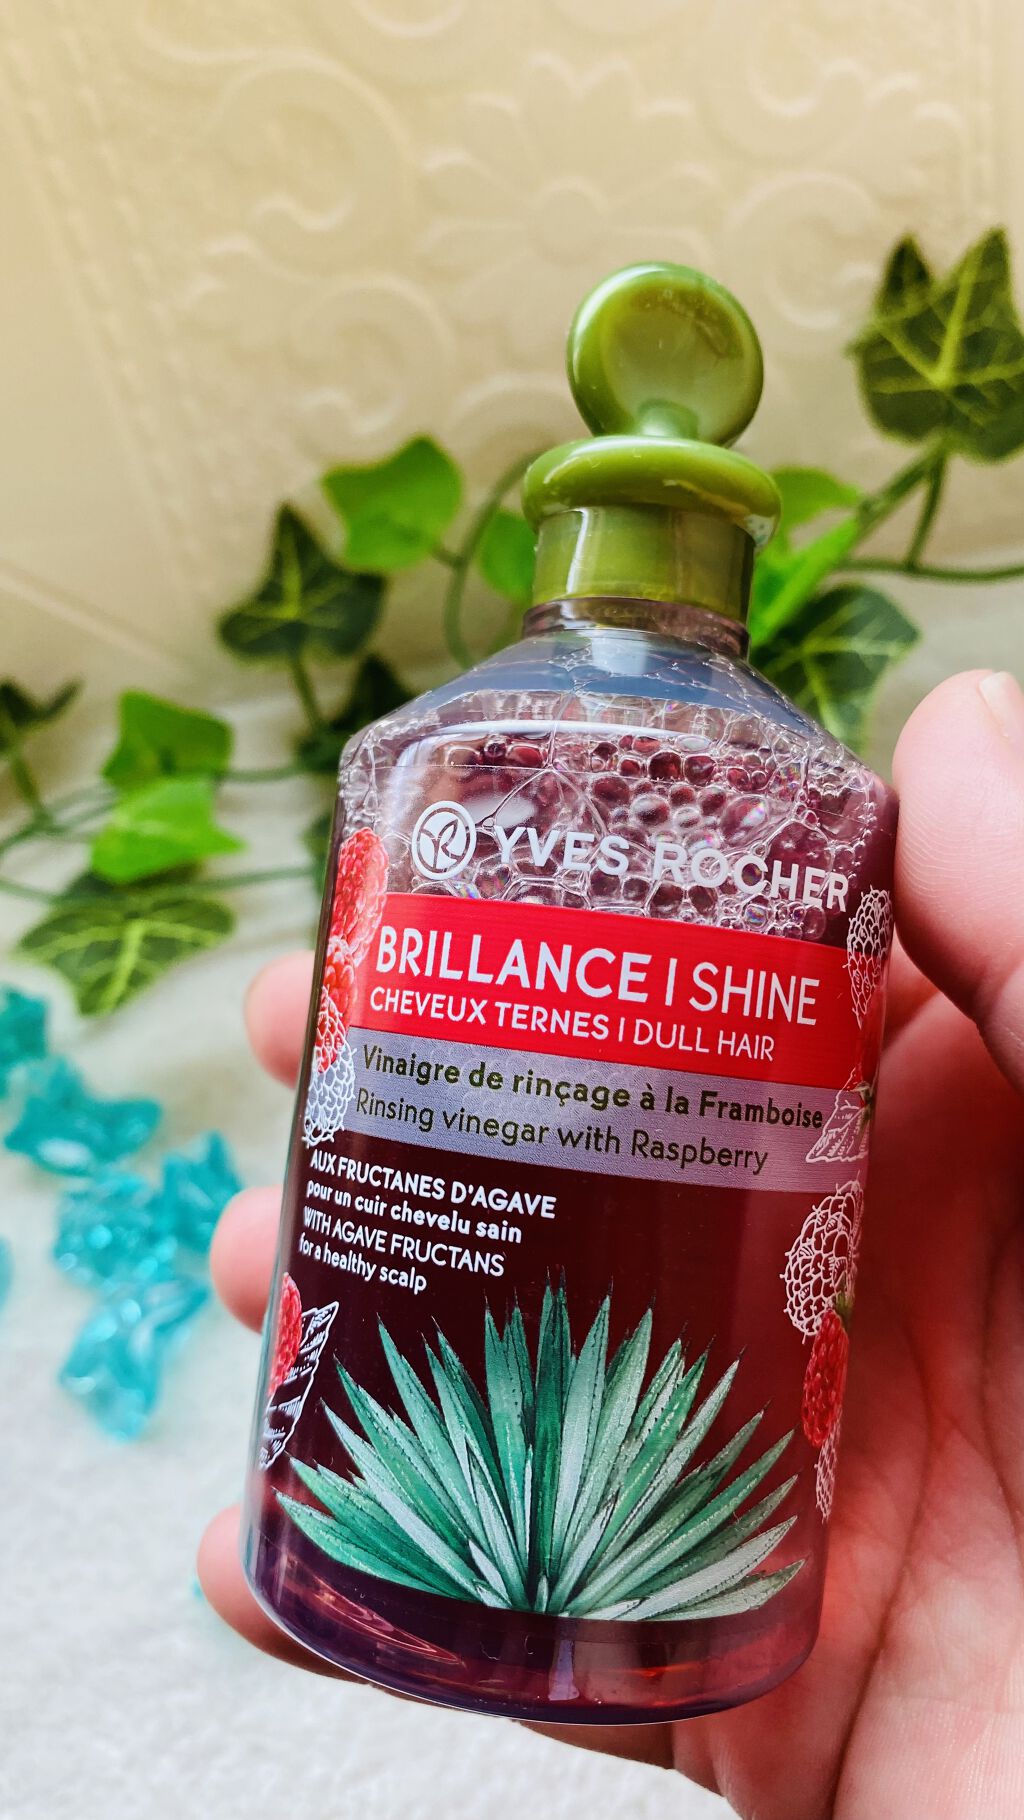 YVES ROCHER
BRILLANCE | SHINE
CHEVEUX TERNES | DULL HAIR
Vinaigre de rinçage à la Framboise
Rinsing vinegar with Raspberry
AUX FRUCTANES D'AGAVE
pour un cuir chevelu sain
WITH AGAVE FRUCTANS
for a healthy scalp